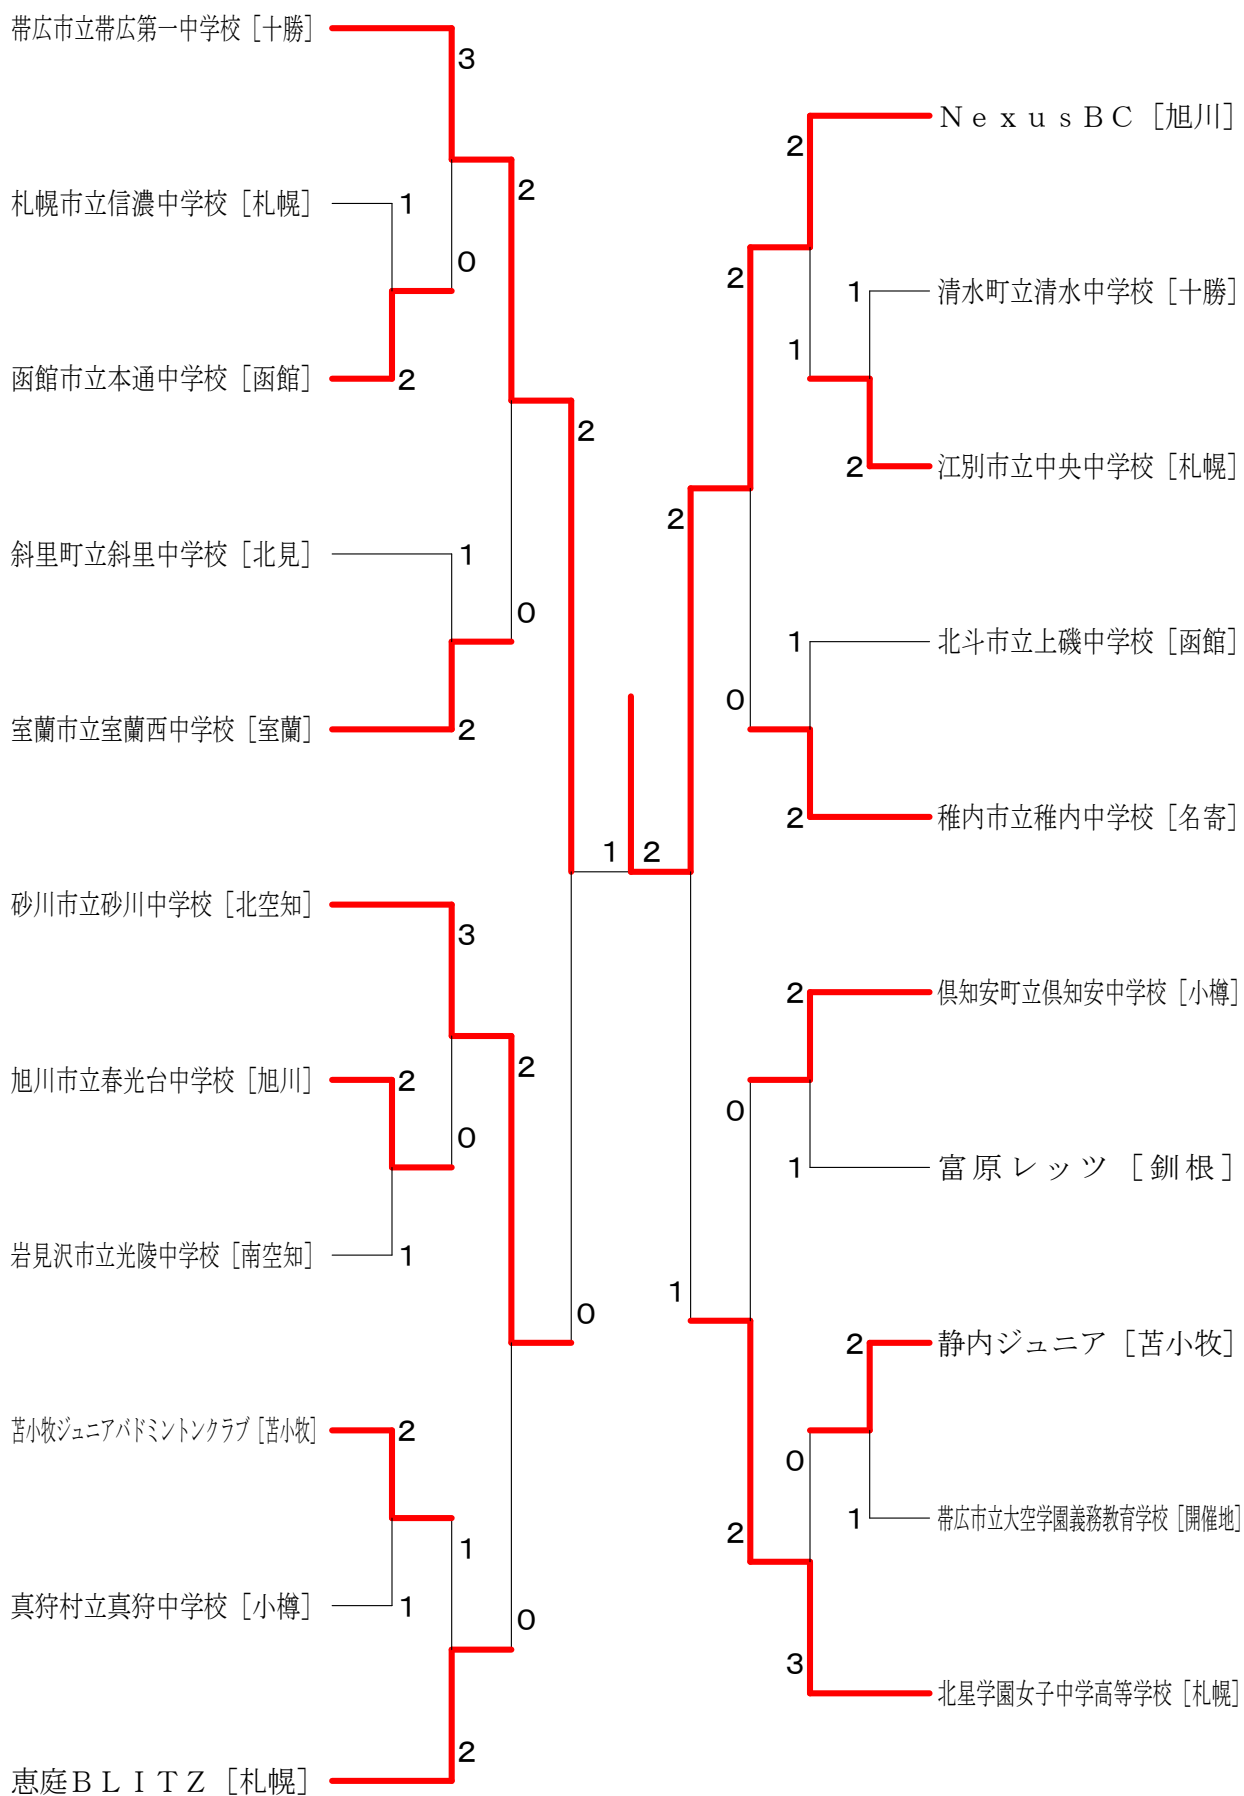 帯広市立帯広第一中学校［十勝］
3
2
札幌市立信濃中学校［札幌］
1
0
函館市立本通中学校［函館］
2
2
斜里町立斜里中学校［北見］
1
0
室蘭市立室蘭西中学校［室蘭］
2
砂川市立砂川中学校［北空知］
3
2
旭川市立春光台中学校［旭川］
2
0
岩見沢市立光陵中学校［南空知］
1
0
苫小牧ジュニアバドミントンクラブ［苫小牧］
2
1
真狩村立真狩中学校［小樽］
1
0
恵庭ＢＬＩＴＺ［札幌］
2
1
2
ＮｅｘｕｓＢＣ［旭川］
2
2
清水町立清水中学校［十勝］
1
1
江別市立中央中学校［札幌］
2
2
北斗市立上磯中学校［函館］
1
0
稚内市立稚内中学校［名寄］
2
倶知安町立倶知安中学校［小樽］
2
0
富原レッツ［釧根］
1
1
静内ジュニア［苫小牧］
2
0
帯広市立大空学園義務教育学校［開催地］
1
2
北星学園女子中学高等学校［札幌］
3